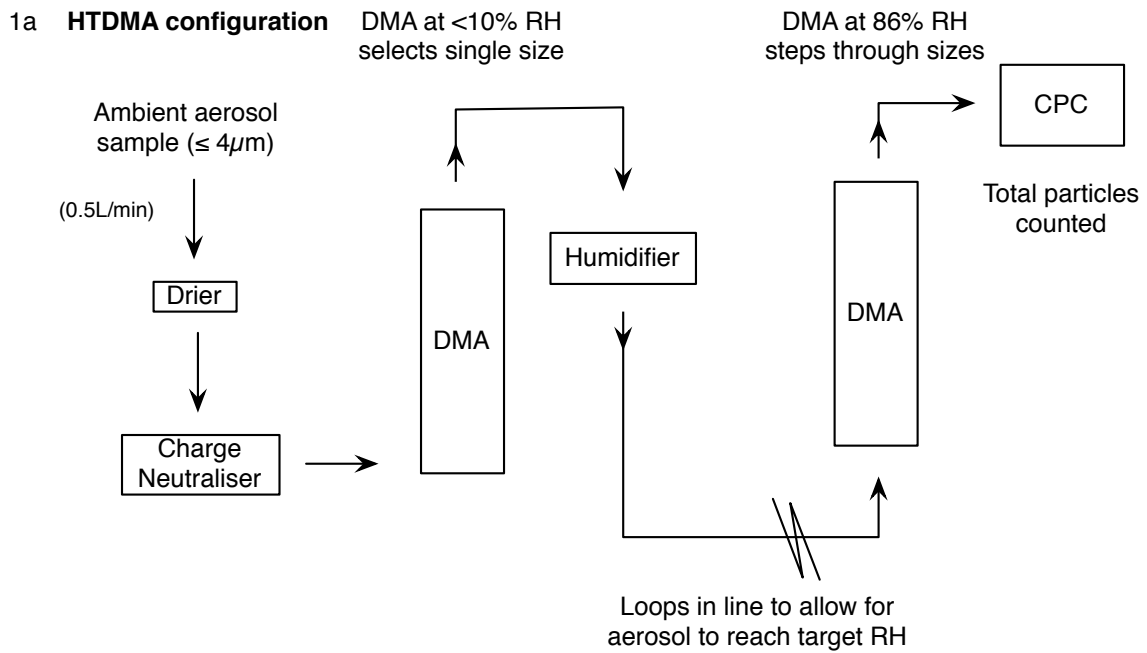 1a HTDMA configuration
DMA at <10% RH
selects single size
DMA at 86% RH
steps through sizes
CPC
Ambient aerosol
sample (≤ 4µm)
Total particles
counted
(0.5L/min)
Humidifier
Drier
DMA
DMA
Charge
Neutraliser
Loops in line to allow for
aerosol to reach target RH